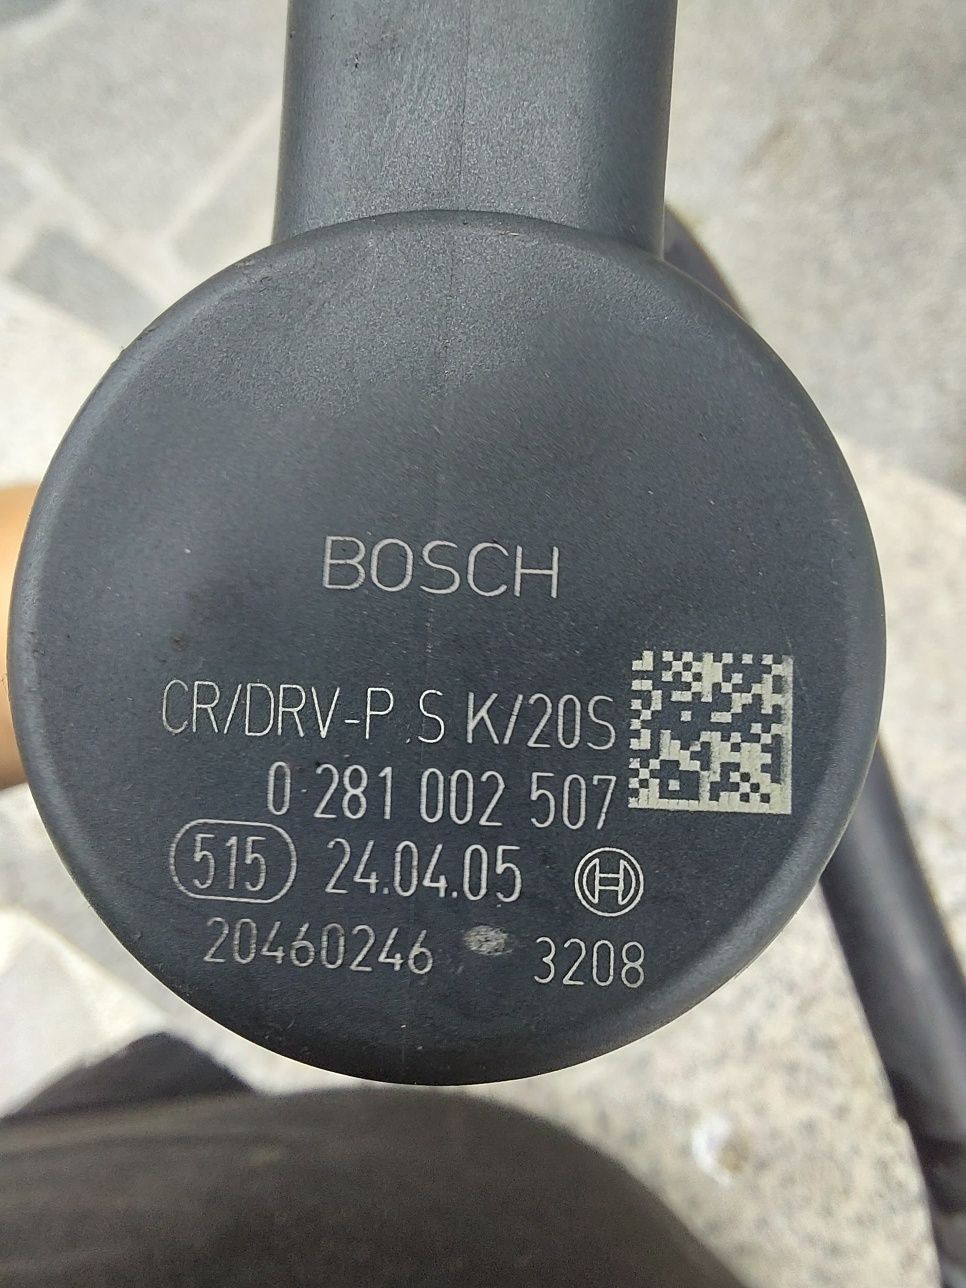 BOSCH
CR/DRV-P S K/20S
0 281 002 507
515 24.04.05
20460246 3208